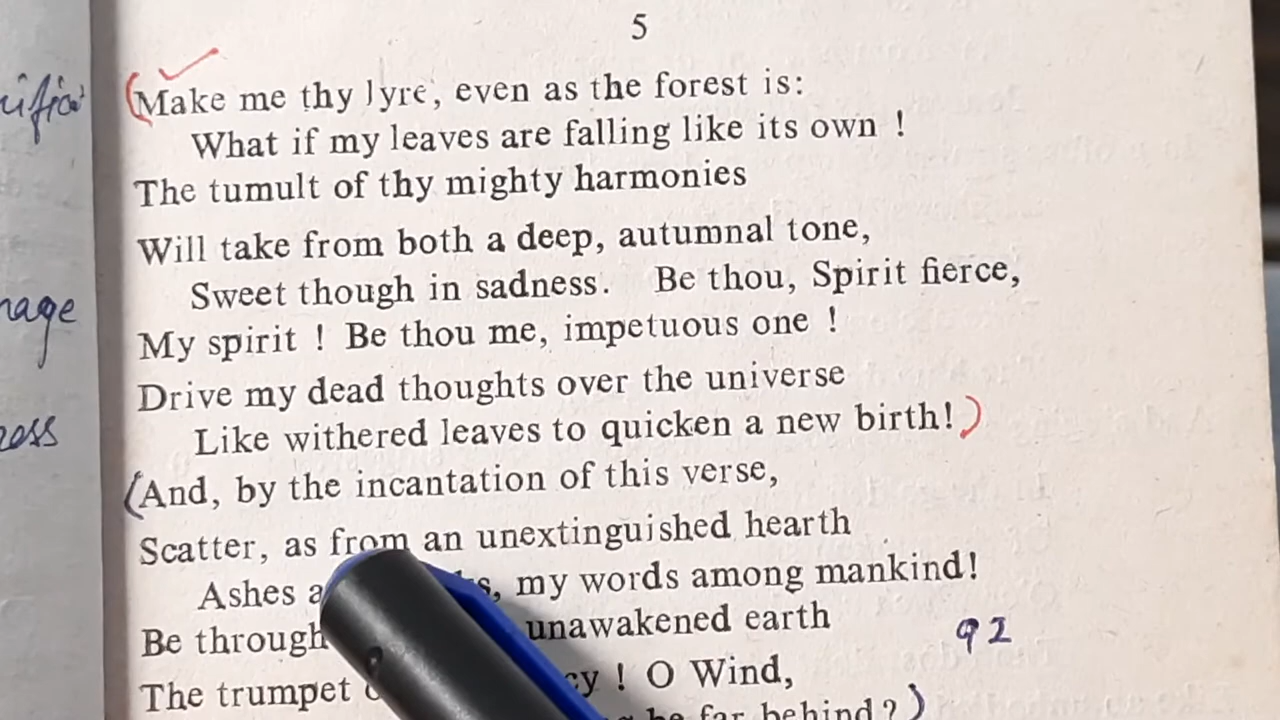 5
Make me thy lyre, even as the forest is:
What if my leaves are falling like its own !
The tumult of thy mighty harmonies
Will take from both a deep, autumnal tone,
Sweet though in sadness. Be thou, Spirit fierce,
My spirit ! Be thou me, impetuous one !
Drive my dead thoughts over the universe
Like withered leaves to quicken a new birth!)
(And, by the incantation of this verse,
Scatter, as from an unextinguished hearth
Ashes my words among mankind!
Be through unawakened earth
92
The trumpet ! O Wind,
be far behind?)